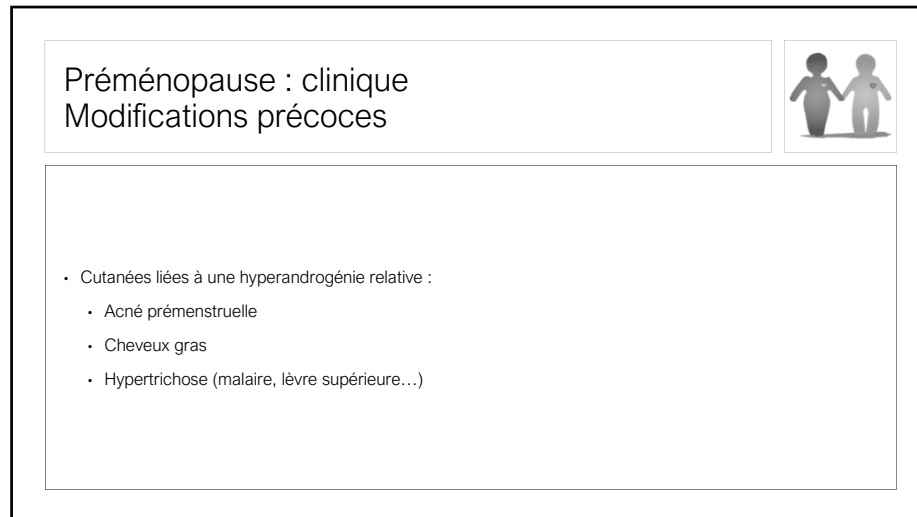 Préménopause : clinique
Modifications précoces
• Cutanées liées à une hyperandrogénie relative :
• Acné prémenstruelle
• Cheveux gras
• Hypertrichose (malaire, lèvre supérieure…)